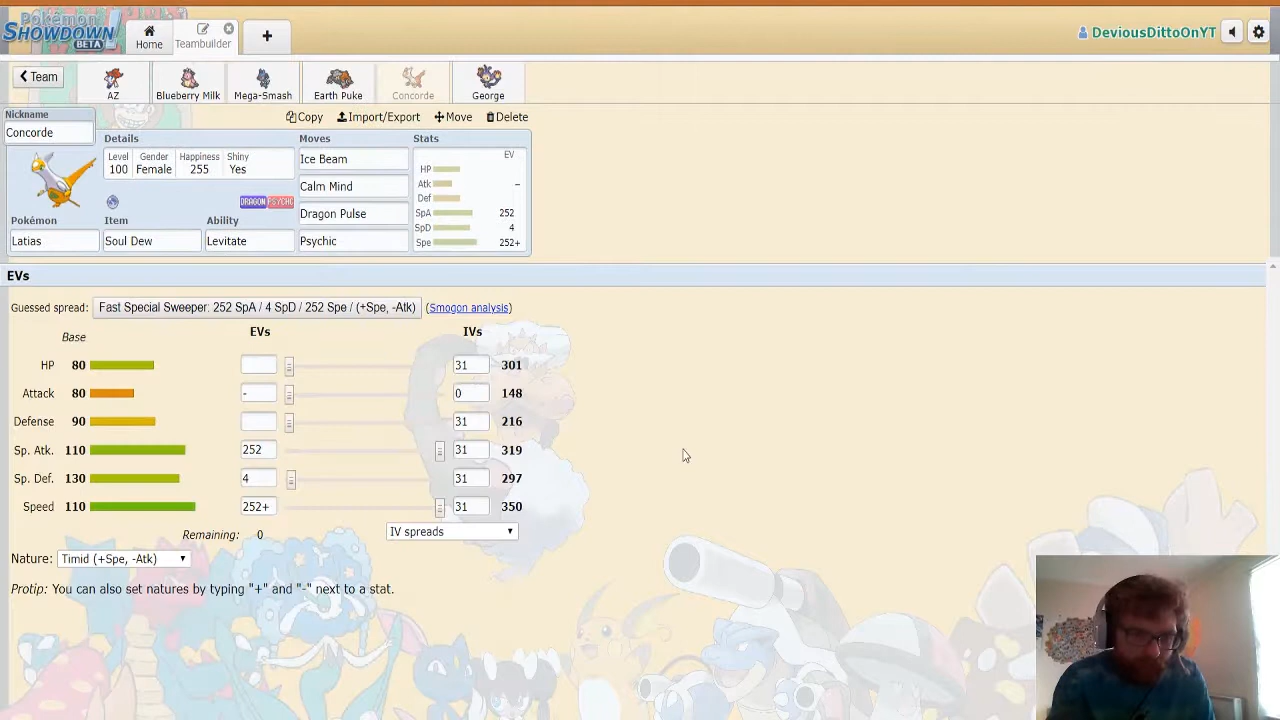 Pokémon
SHOWDOWN!
BETA
Home
Teambuilder
+
DeviousDittoOnYT
Team
AZ
Blueberry Milk
Mega-Smash
Earth Puke
Concorde
George
Copy
Import/Export
Move
Delete
Nickname
Concorde
Details
Level
100
Gender
Female
Happiness
255
Shiny
Yes
DRAGON
PSYCHC
Pokémon
Latias
Item
Soul Dew
Ability
Levitate
Moves
Ice Beam
Calm Mind
Dragon Pulse
Psychic
Stats
EV
HP
Atk –
Def
SpA 252
SpD 4
Spe 252+
EVs
Guessed spread: Fast Special Sweeper: 252 SpA / 4 SpD / 252 Spe / (+Spe, -Atk) (Smogon analysis)
Base EVs IVs
HP 80 31 301
Attack 80 - 0 148
Defense 90 31 216
Sp. Atk. 110 252 31 319
Sp. Def. 130 4 31 297
Speed 110 252+ 31 350
Remaining: 0
IV spreads
Nature: Timid (+Spe, -Atk)
Protip: You can also set natures by typing "+" and "-" next to a stat.